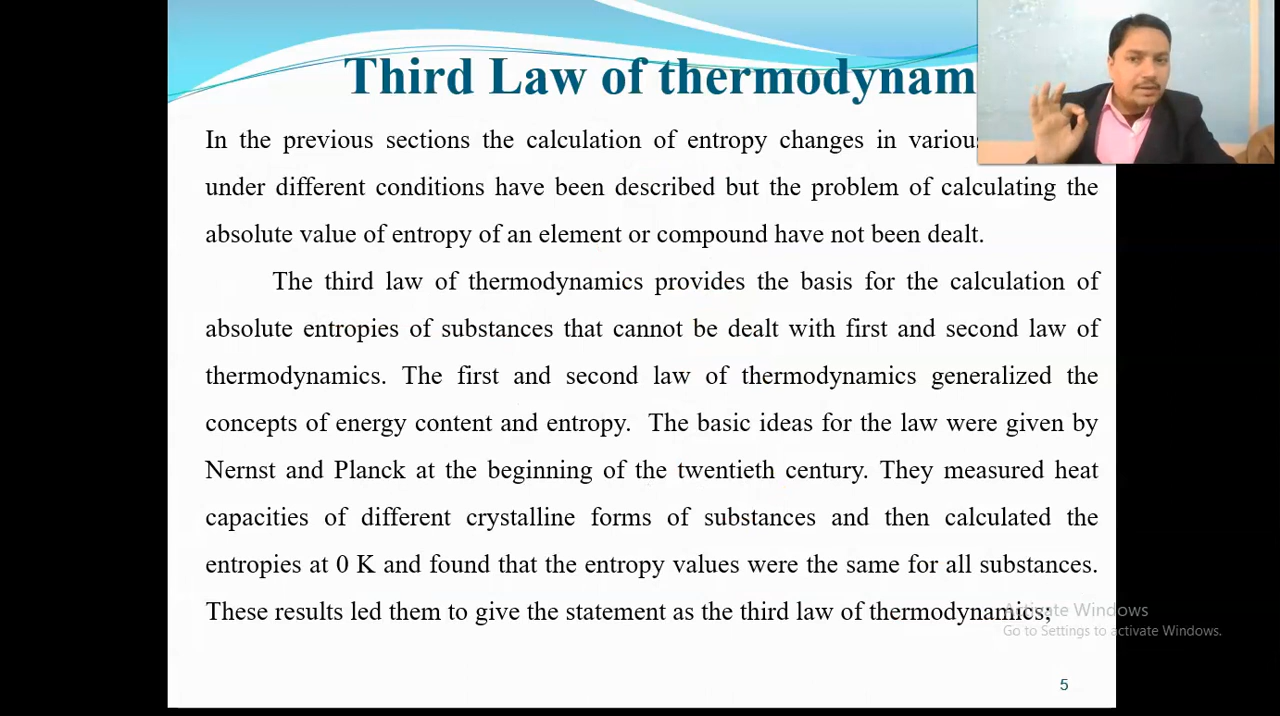 Third Law of thermodynam
In the previous sections the calculation of entropy changes in various
under different conditions have been described but the problem of calculating the
absolute value of entropy of an element or compound have not been dealt.
The third law of thermodynamics provides the basis for the calculation of
absolute entropies of substances that cannot be dealt with first and second law of
thermodynamics. The first and second law of thermodynamics generalized the
concepts of energy content and entropy. The basic ideas for the law were given by
Nernst and Planck at the beginning of the twentieth century. They measured heat
capacities of different crystalline forms of substances and then calculated the
entropies at 0 K and found that the entropy values were the same for all substances.
These results led them to give the statement as the third law of thermodynamics;
Activate Windows
Go to Settings to activate Windows.
5